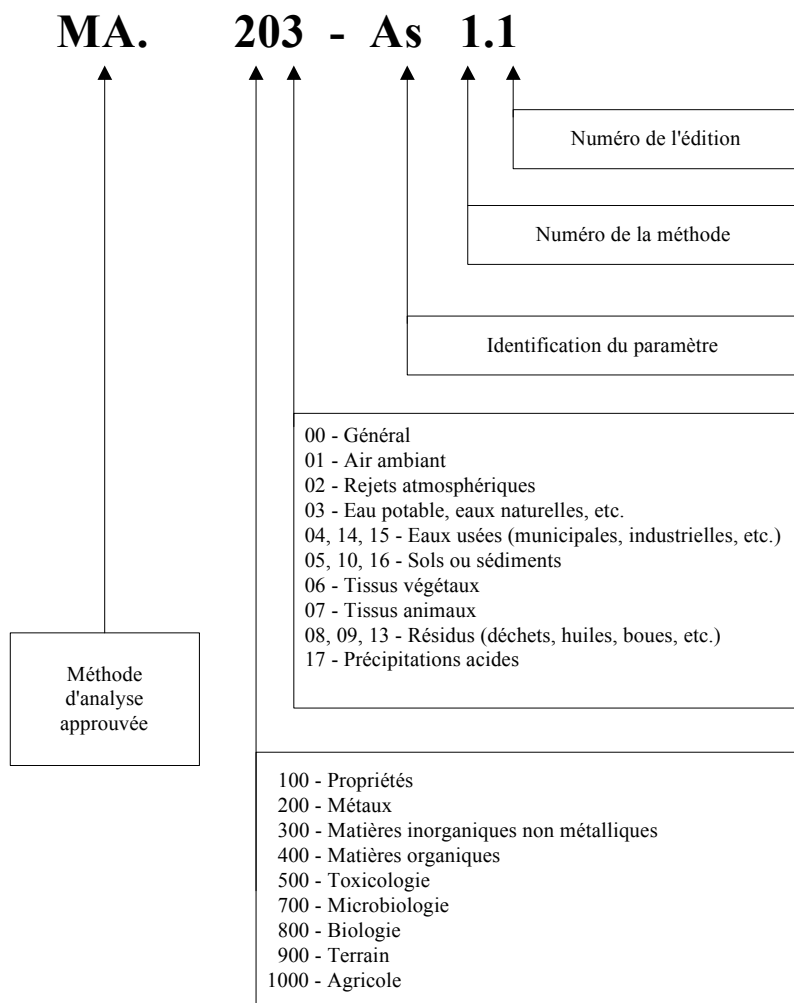 MA. 203 - As 1.1
Numéro de l'édition
Numéro de la méthode
Identification du paramètre
00 - Général
01 - Air ambiant
02 - Rejets atmosphériques
03 - Eau potable, eaux naturelles, etc.
04, 14, 15 - Eaux usées (municipales, industrielles, etc.)
05, 10, 16 - Sols ou sédiments
06 - Tissus végétaux
07 - Tissus animaux
08, 09, 13 - Résidus (déchets, huiles, boues, etc.)
17 - Précipitations acides
Méthode
d'analyse
approuvée
100 - Propriétés
200 - Métaux
300 - Matières inorganiques non métalliques
400 - Matières organiques
500 - Toxicologie
700 - Microbiologie
800 - Biologie
900 - Terrain
1000 - Agricole